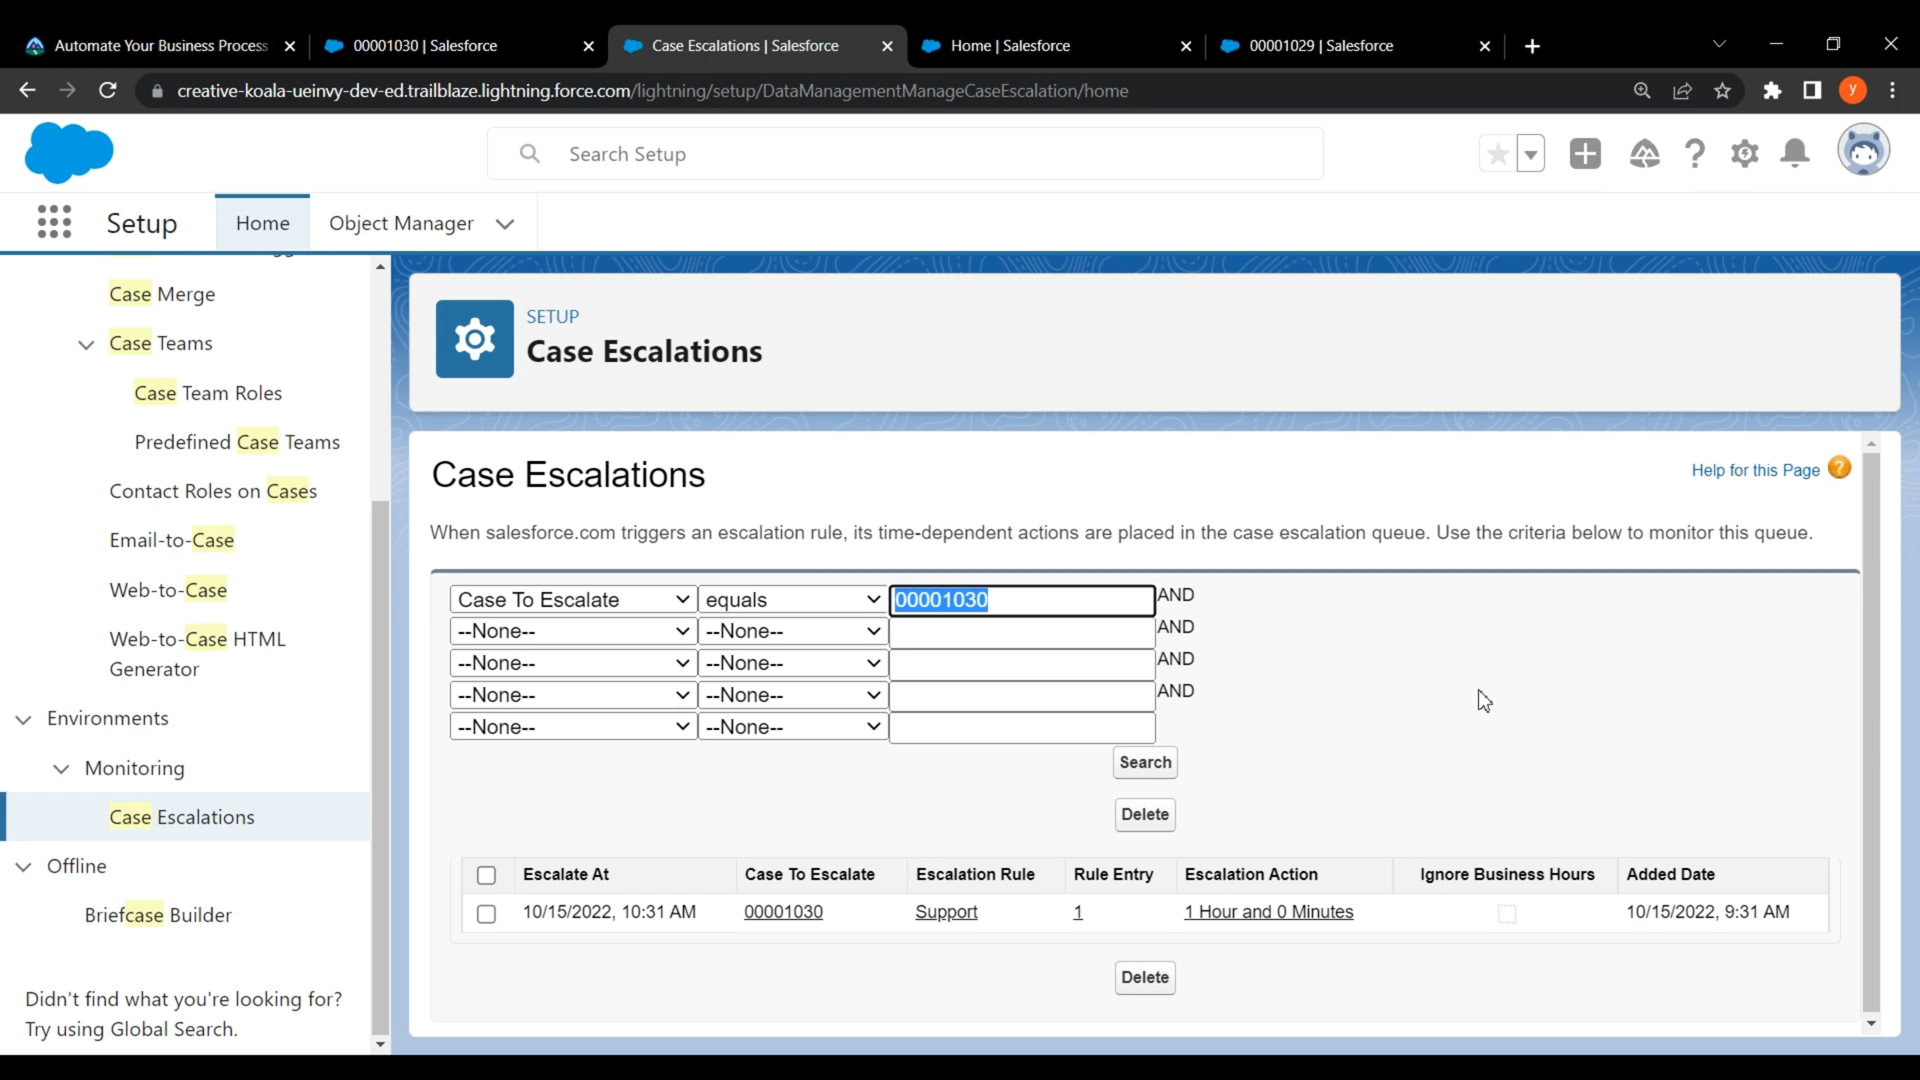 Automate Your Business Process
00001030 | Salesforce
Case Escalations | Salesforce
Home | Salesforce
00001029 | Salesforce
creative-koala-ueinvy-dev-ed.trailblaze.lightning.force.com/lightning/setup/DataManagementManageCaseEscalation/home
y
Search Setup
Setup
Home
Object Manager
Case Merge
Case Teams
Case Team Roles
Predefined Case Teams
Contact Roles on Cases
Email-to-Case
Web-to-Case
Web-to-Case HTML
Generator
Environments
Monitoring
Case Escalations
Offline
Briefcase Builder
Didn't find what you're looking for?
Try using Global Search.
SETUP
Case Escalations
Case Escalations
Help for this Page ?
When salesforce.com triggers an escalation rule, its time-dependent actions are placed in the case escalation queue. Use the criteria below to monitor this queue.
Case To Escalate equals 00001030 AND
--None-- --None-- AND
--None-- --None-- AND
--None-- --None-- AND
--None-- --None--
Search
Delete
Escalate At Case To Escalate Escalation Rule Rule Entry Escalation Action Ignore Business Hours Added Date
10/15/2022, 10:31 AM 00001030 Support 1 1 Hour and 0 Minutes 10/15/2022, 9:31 AM
Delete